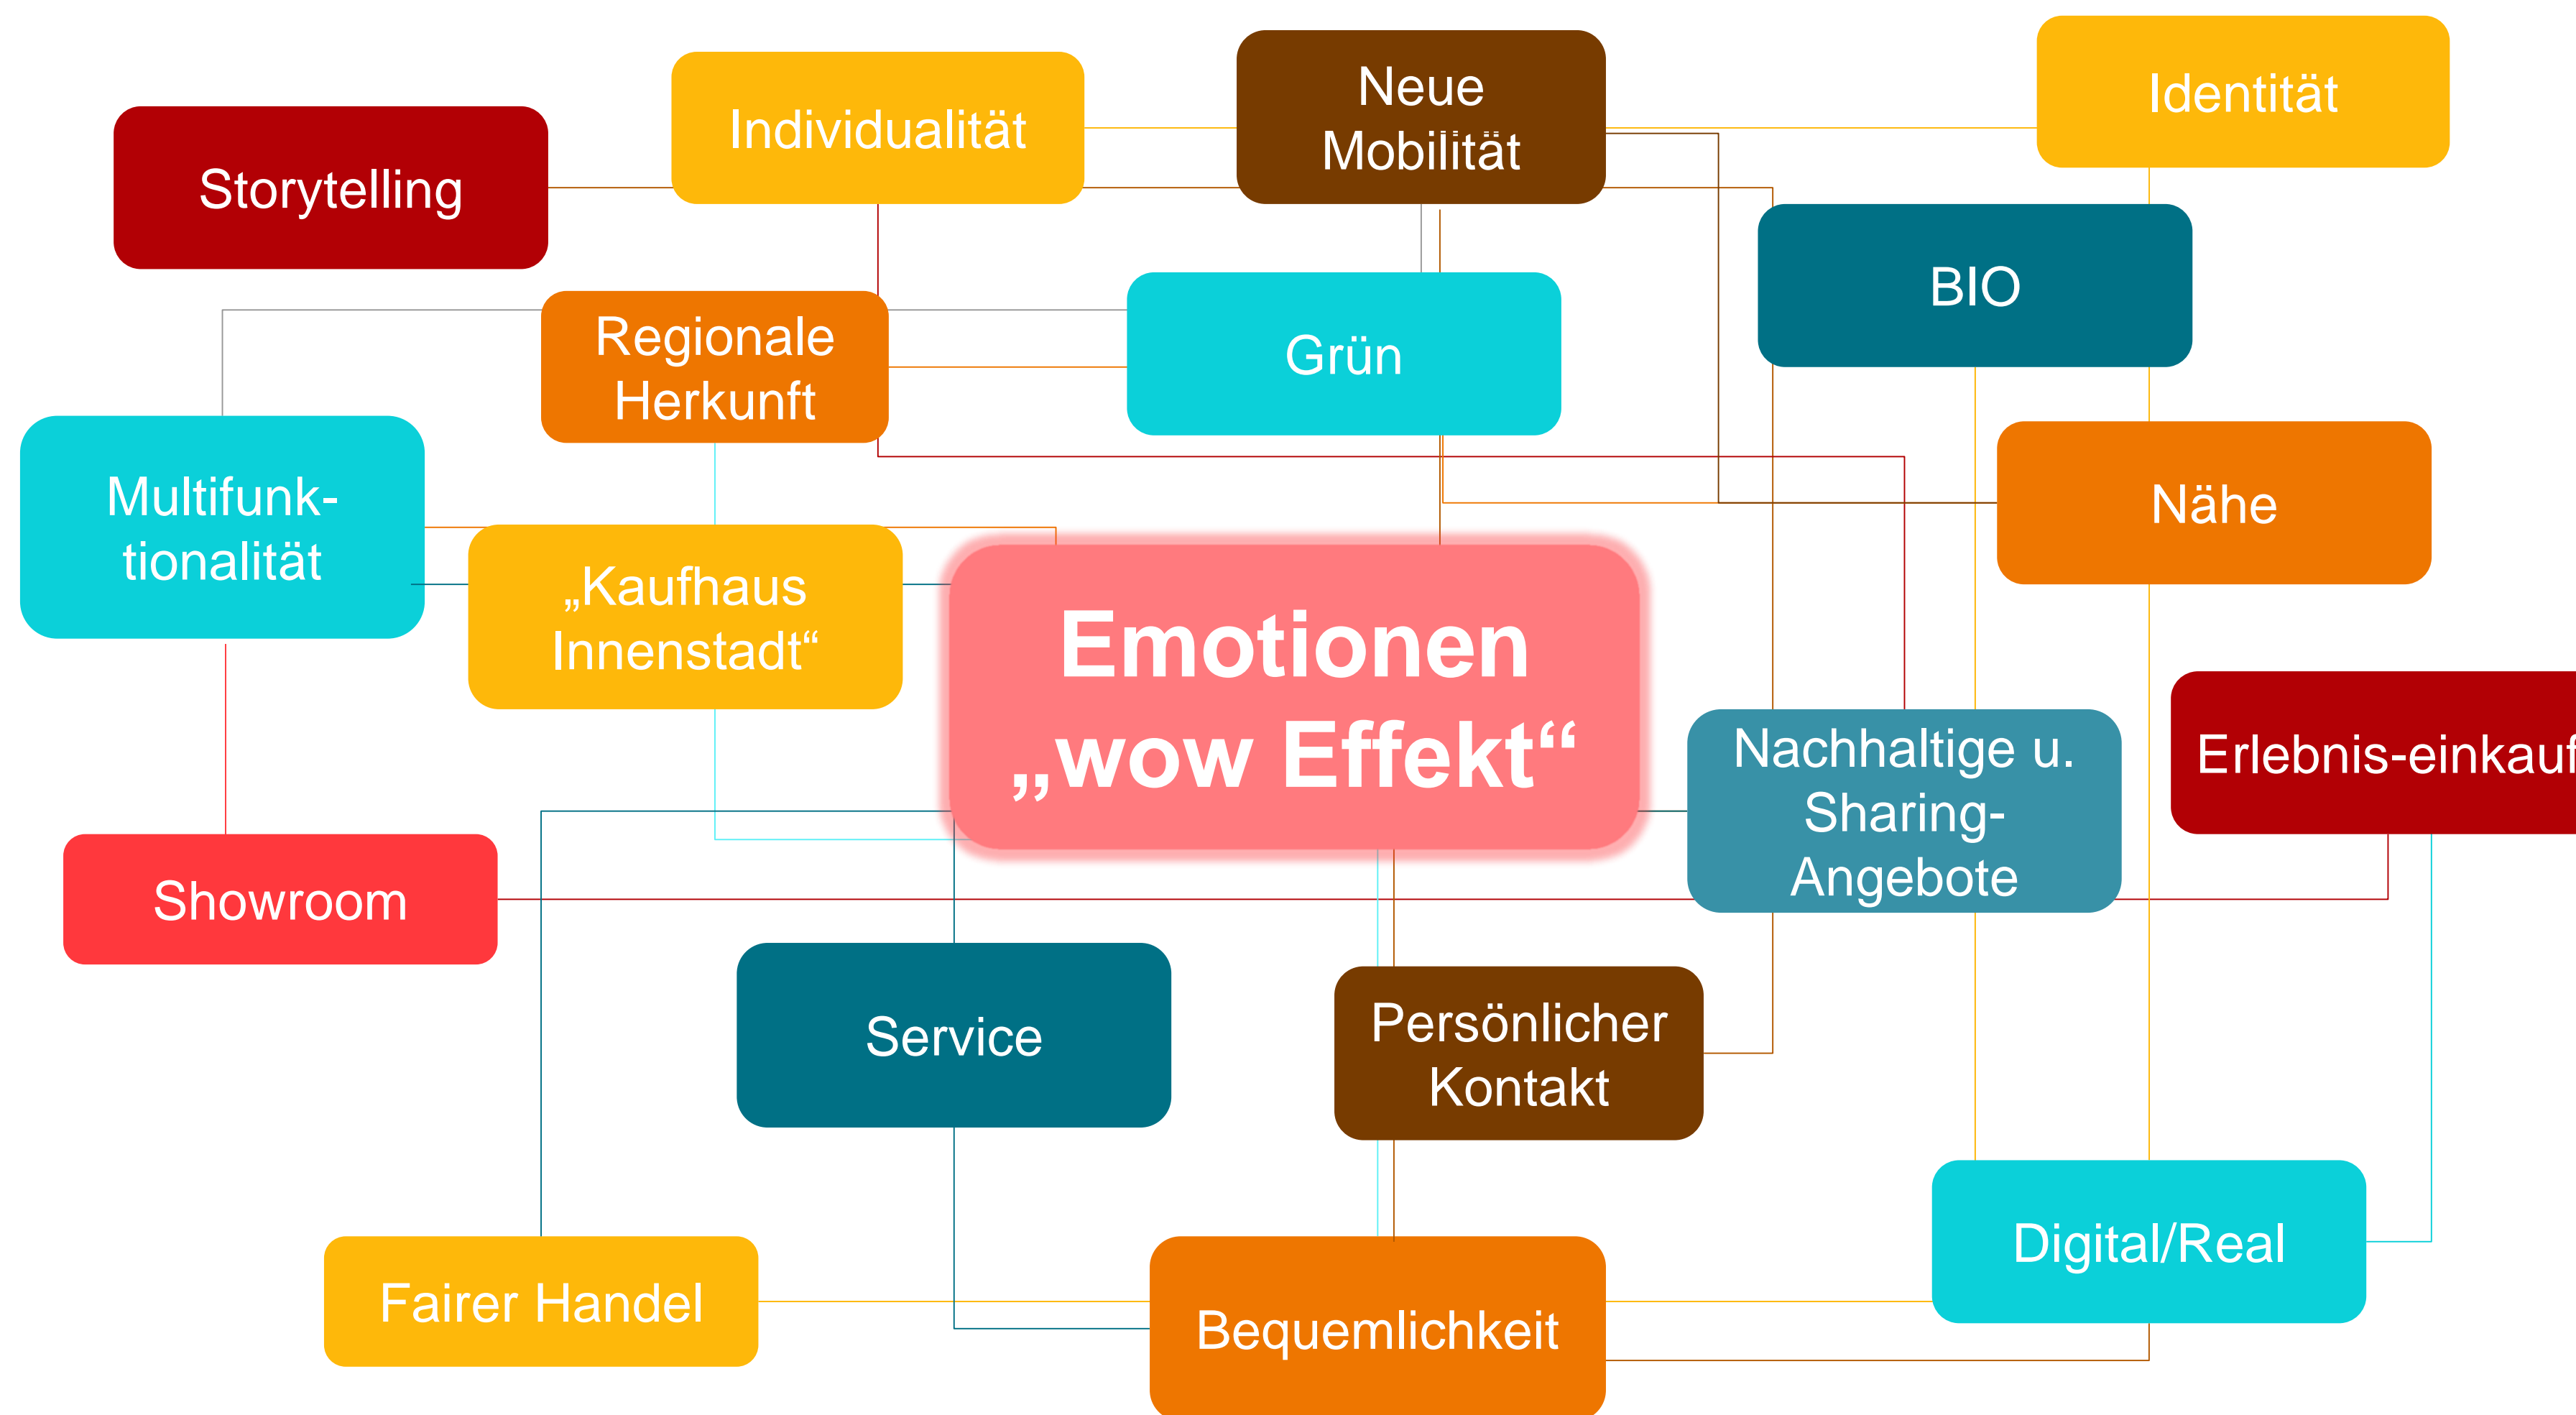 Neue
Mobilität
Identität
Individualität
Storytelling
BIO
Regionale
Herkunft
Grün
Multifunk-
tionalität
Nähe
„Kaufhaus
Innenstadt“
Emotionen
„wow Effekt“
Nachhaltige u.
Sharing-
Angebote
Erlebnis-einkauf
Showroom
Service
Persönlicher
Kontakt
Digital/Real
Fairer Handel
Bequemlichkeit